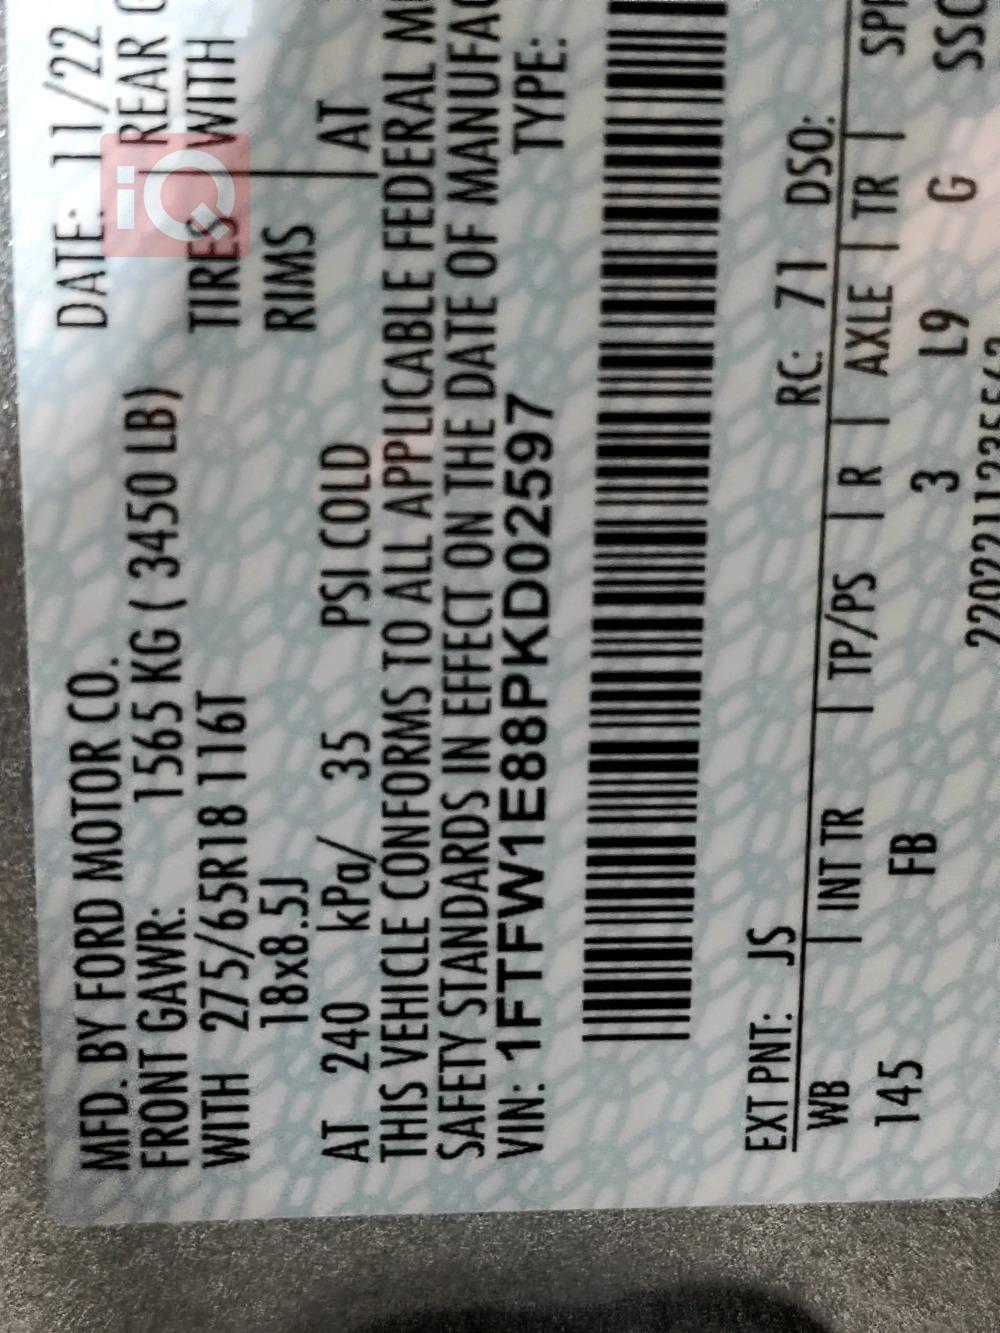 MFD. BY FORD MOTOR CO. DATE: 11/22
FRONT GAWR: 1565 KG ( 3450 LB) REAR
WITH 275/65R18 116T TIRES WITH
18x8.5J RIMS
AT 240 kPa/ 35 PSI COLD AT
THIS VEHICLE CONFORMS TO ALL APPLICABLE FEDERAL
SAFETY STANDARDS IN EFFECT ON THE DATE OF
VIN: 1FTFW1E88PKD02597 TYPE:
EXT PNT: JS RC: 71 DSO:
WB | INT TR | TP/PS | R | AXLE | TR |
145 FB 3 L9 G
iQ